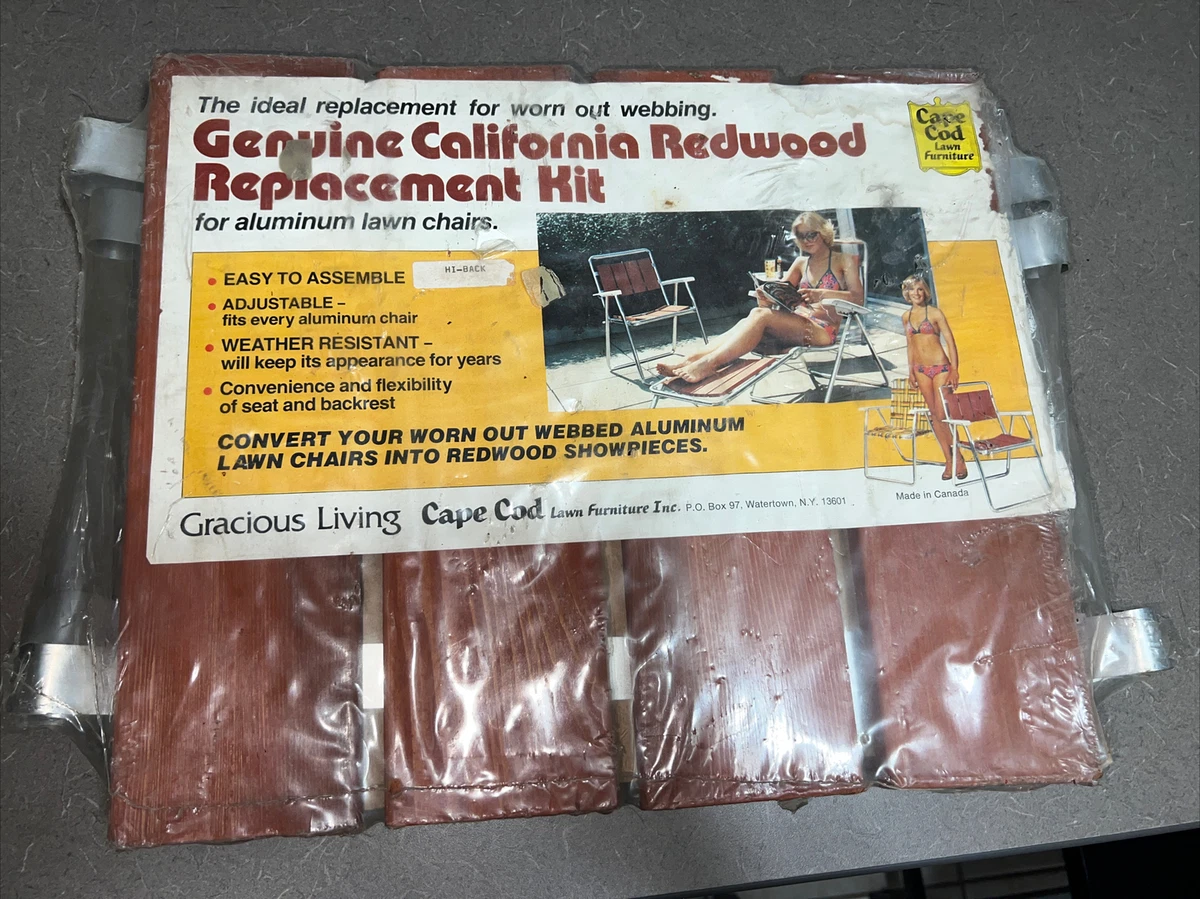 The ideal replacement for worn out webbing.
Genuine California Redwood
Replacement Kit
for aluminum lawn chairs.
Cape
Cod
Lawn
Furniture
HI-BACK
• EASY TO ASSEMBLE
• ADJUSTABLE –
fits every aluminum chair
• WEATHER RESISTANT –
will keep its appearance for years
• Convenience and flexibility
of seat and backrest
CONVERT YOUR WORN OUT WEBBED ALUMINUM
LAWN CHAIRS INTO REDWOOD SHOWPIECES.
Made in Canada
Gracious Living Cape Cod Lawn Furniture Inc. P.O. Box 97, Watertown, N.Y. 13601